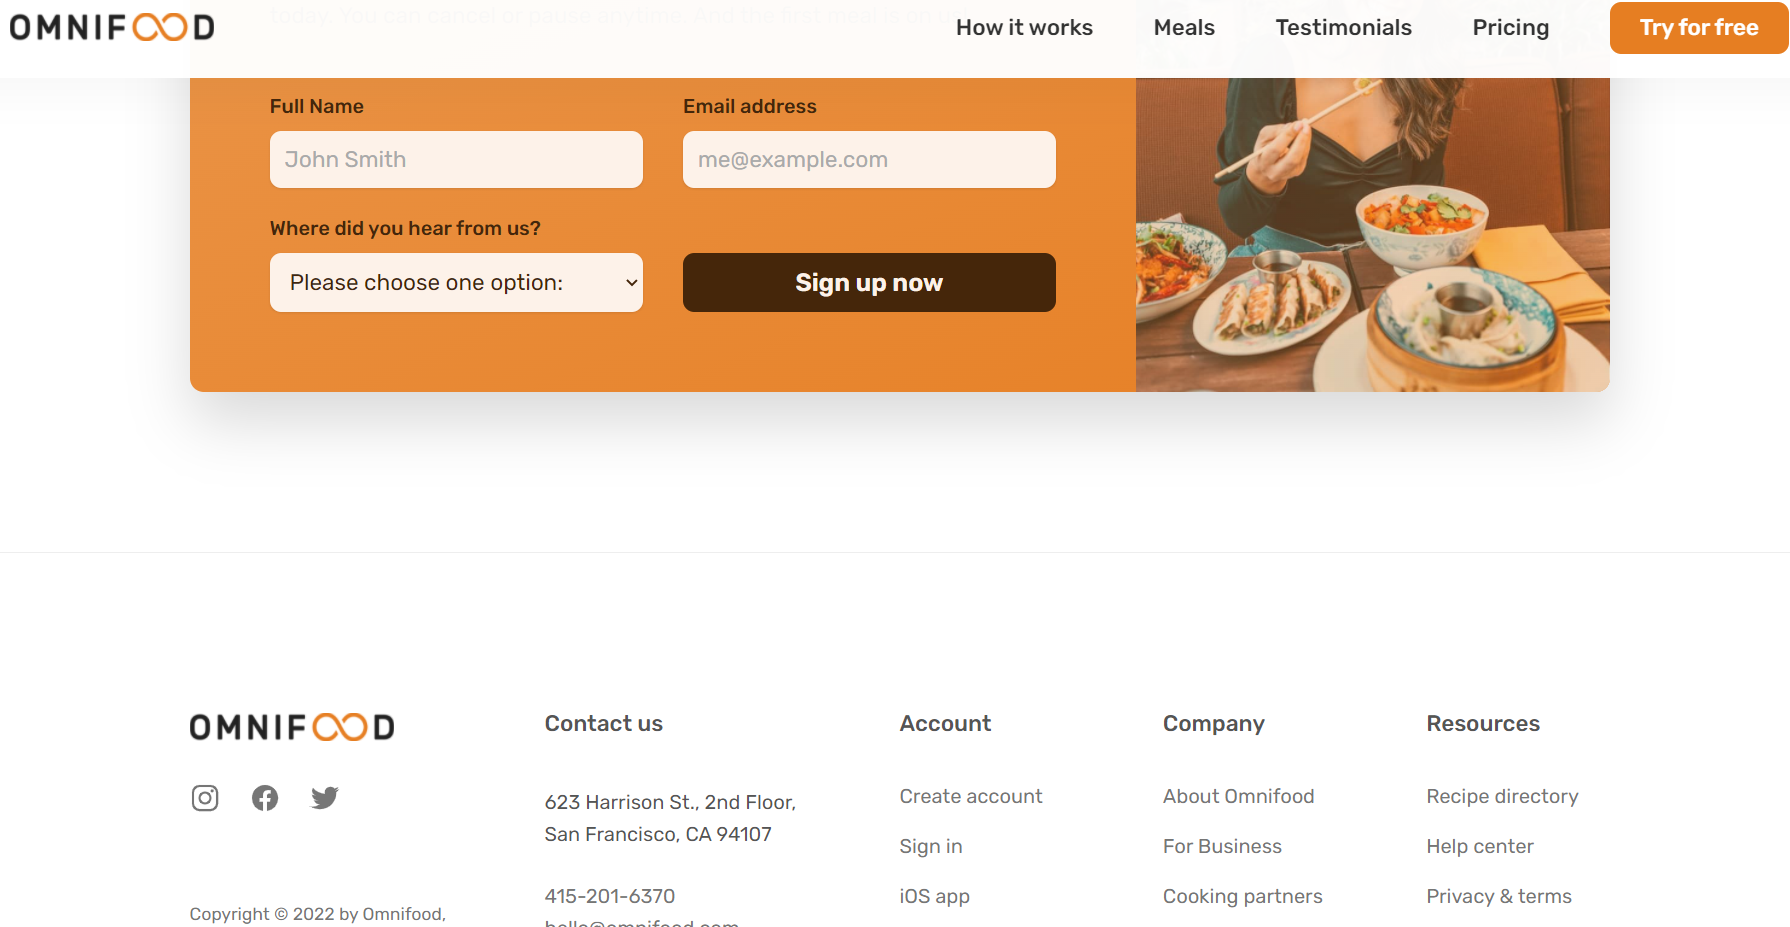 today. You can cancel or pause anytime. And the first meal is on us!
OMNIFOOD
How it works
Meals
Testimonials
Pricing
Try for free
Full Name
Email address
John Smith
me@example.com
Where did you hear from us?
Please choose one option:
Sign up now
OMNIFOOD
Contact us
623 Harrison St., 2nd Floor,
San Francisco, CA 94107
415-201-6370
hello@omnifood.com
Account
Create account
Sign in
iOS app
Company
About Omnifood
For Business
Cooking partners
Resources
Recipe directory
Help center
Privacy & terms
Copyright © 2022 by Omnifood,